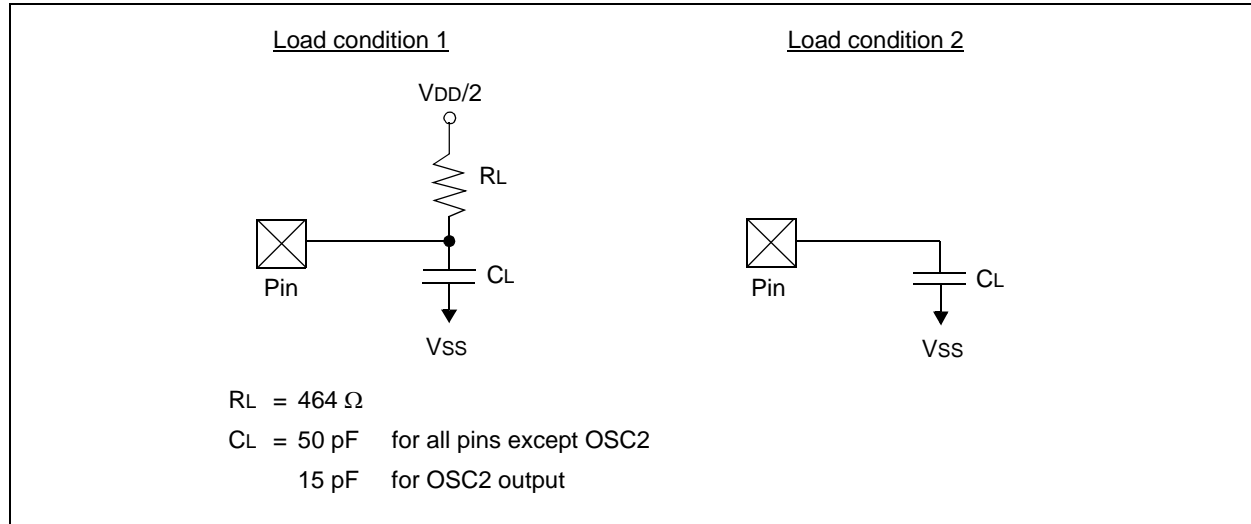 Load condition 1
Load condition 2
VDD/2
RL
Pin
CL
VSS
Pin
CL
VSS
RL = 464 Ω
CL = 50 pF for all pins except OSC2
15 pF for OSC2 output